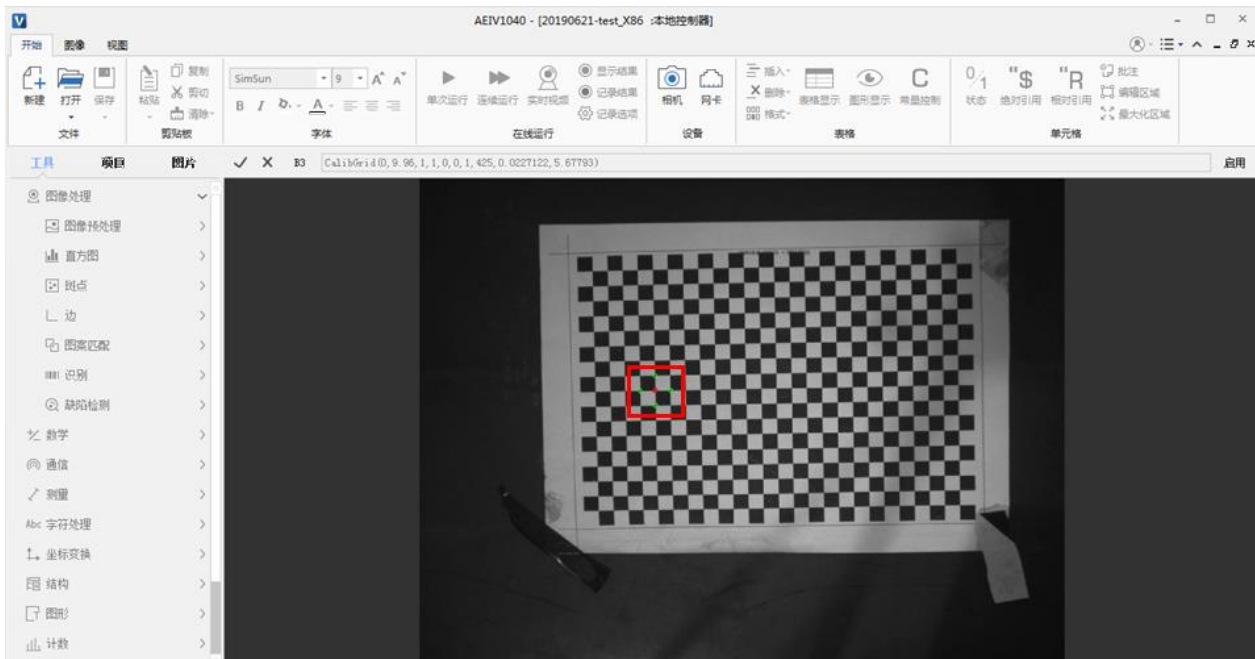 AEIV1040 - [20190621-test_X86 :本地控制器]
开始 图像 视图
新建 打开 保存 粘贴 复制 剪切 清除
SimSun 9 A A
B I A
单次运行 连续运行 实时视频 显示结果 记录结果 记录选项
相机 网卡
插入 删除 格式 表格显示 图形显示 常量控制
状态 绝对引用 相对引用 批注 编辑区域 最大化区域
文件 剪贴板 字体 在线运行 设备 表格 单元格
工具 项目 图片 B3 CalibGrid(0,9.96,1,1,0,0,1,425,0.0227122,5.67793) 启用
图像处理
图像预处理
直方图
斑点
边
图案匹配
识别
缺陷检测
数学
通信
测量
Abc 字符处理
坐标变换
结构
图形
计数